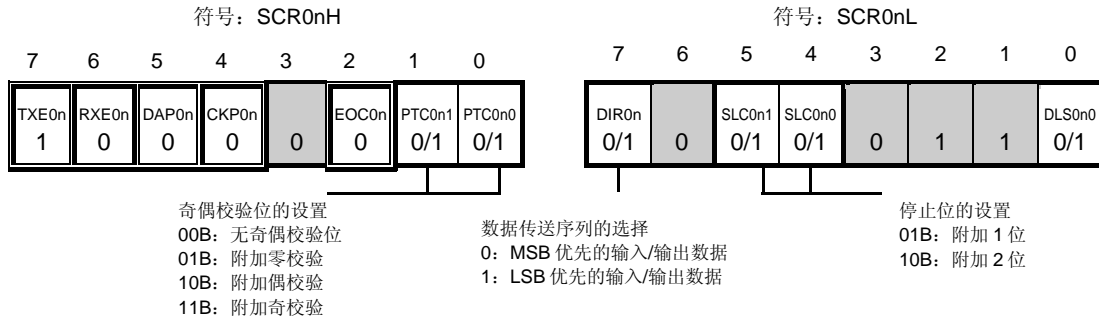 符号：SCR0nH
符号：SCR0nL
7 6 5 4 3 2 1 0
7 6 5 4 3 2 1 0
TXE0n RXE0n DAP0n CKP0n EOC0n PTC0n1 PTC0n0
1 0 0 0 0 0 0/1 0/1
DIR0n SLC0n1 SLC0n0 DLS0n0
0/1 0 0/1 0/1 0 1 1 0/1
奇偶校验位的设置
00B：无奇偶校验位
01B：附加零校验
10B：附加偶校验
11B：附加奇校验
数据传送序列的选择
0：MSB 优先的输入/输出数据
1：LSB 优先的输入/输出数据
停止位的设置
01B：附加 1 位
10B：附加 2 位